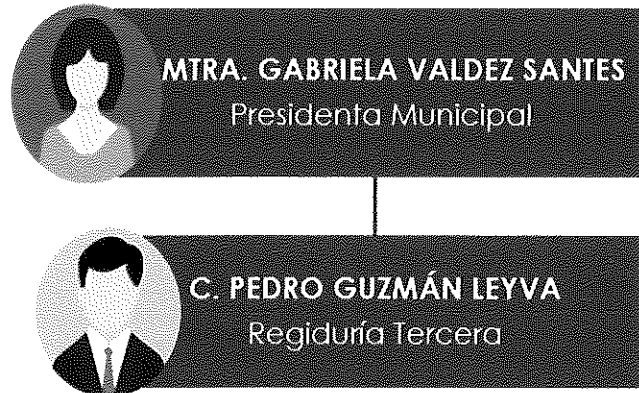 MTRA. GABRIELA VALDEZ SANTES
Presidenta Municipal
C. PEDRO GUZMÁN LEYVA
Regiduría Tercera